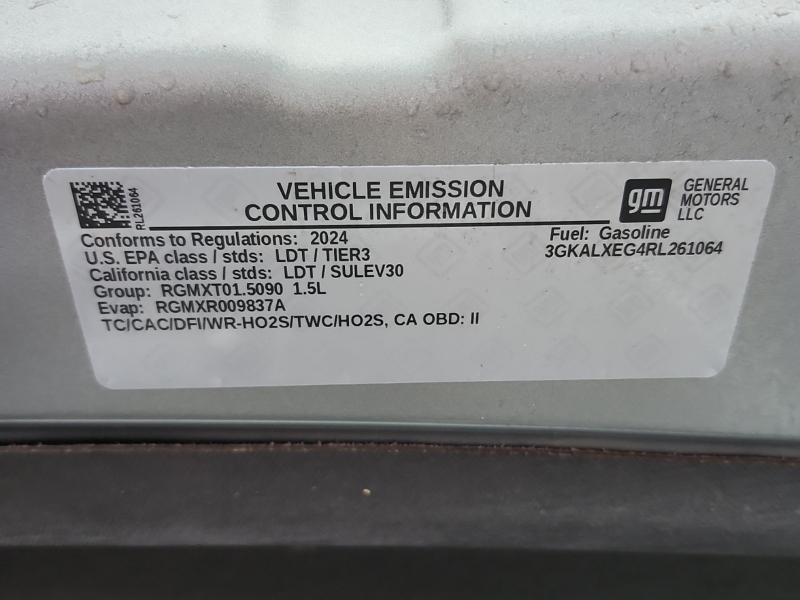 RL261064
VEHICLE EMISSION
CONTROL INFORMATION
gm
GENERAL
MOTORS
LLC
Conforms to Regulations: 2024
Fuel: Gasoline
U.S. EPA class / stds: LDT / TIER3
3GKALXEG4RL261064
California class / stds: LDT / SULEV30
Group: RGMXT01.5090 1.5L
Evap: RGMXR009837A
TC/CAC/DFI/WR-HO2S/TWC/HO2S, CA OBD: II